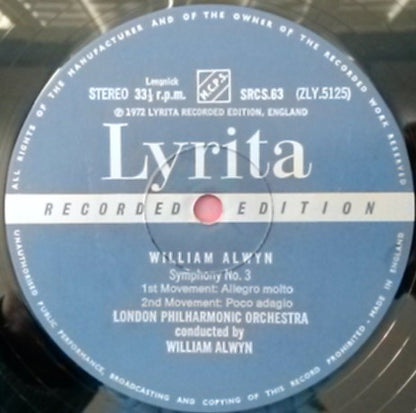 ALL RIGHTS OF THE MANUFACTURER AND OF THE OWNER OF THE RECORDED WORK RESERVED
Lengnick
STEREO 33⅓ r.p.m. M.C.P.S. SRCS.63 (ZLY.5125)
℗ 1972 LYRITA RECORDED EDITION, ENGLAND
Lyrita
RECORDED EDITION
WILLIAM ALWYN
Symphony No. 3
1st Movement: Allegro molto
2nd Movement: Poco adagio
LONDON PHILHARMONIC ORCHESTRA
conducted by
WILLIAM ALWYN
UNAUTHORISED PUBLIC PERFORMANCE, BROADCASTING AND COPYING OF THIS RECORD PROHIBITED · MADE IN ENGLAND